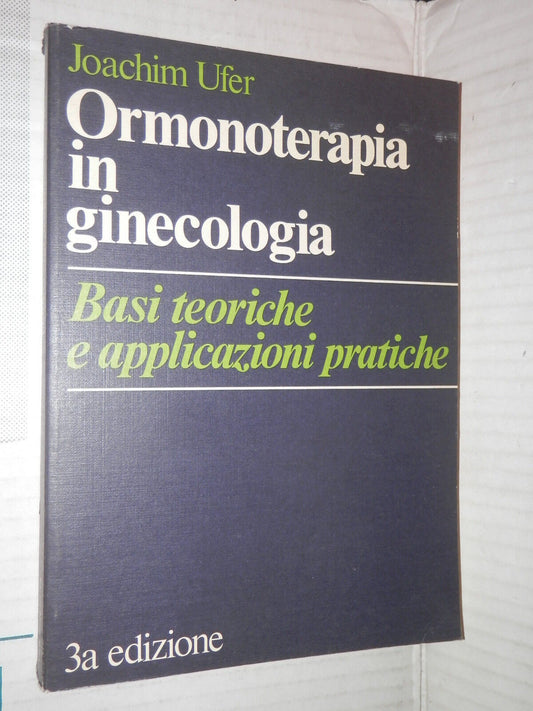 Joachim Ufer
Ormonoterapia
in
ginecologia
Basi teoriche
e applicazioni pratiche
3a edizione